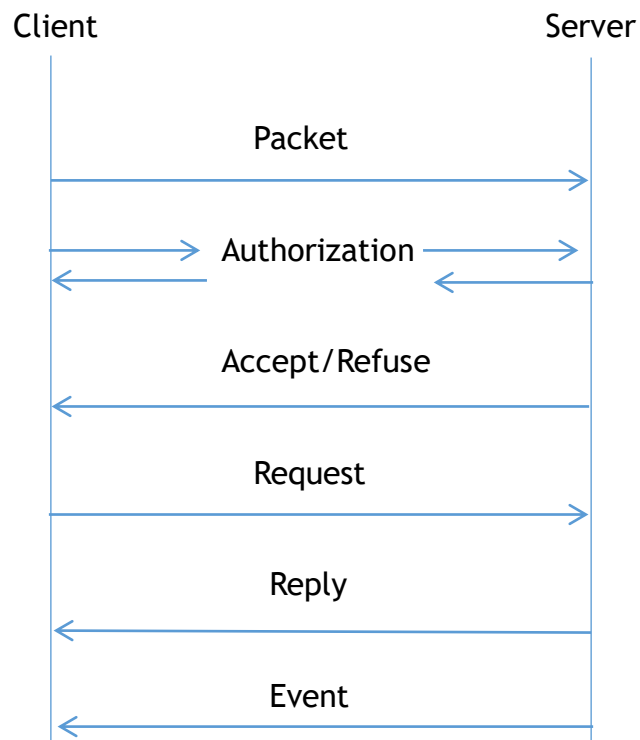 Client Server
Packet
Authorization
Accept/Refuse
Request
Reply
Event